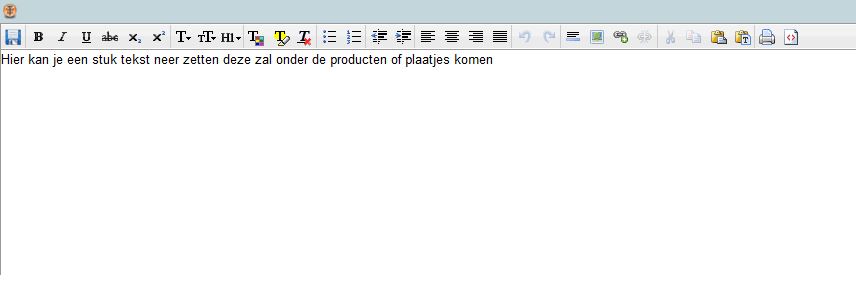 B I U abc x₂ x² T тT H1 T T T
Hier kan je een stuk tekst neer zetten deze zal onder de producten of plaatjes komen